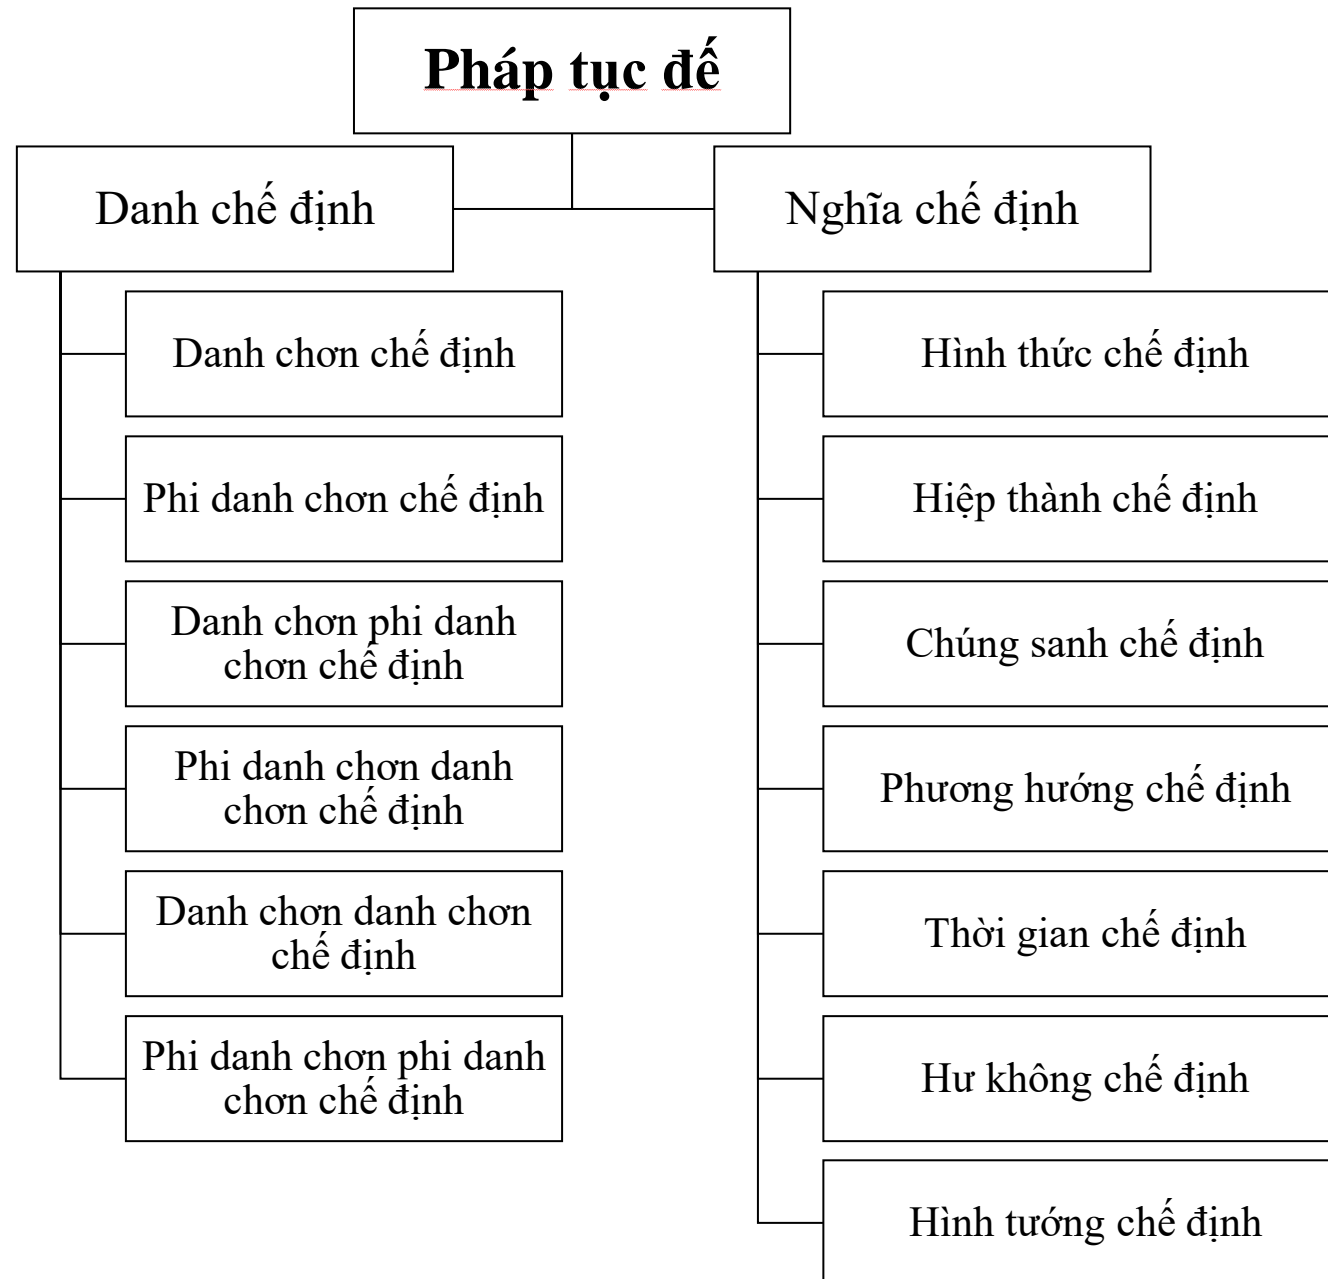 Pháp tục đế
Danh chế định
Nghĩa chế định
Danh chơn chế định
Phi danh chơn chế định
Danh chơn phi danh
chơn chế định
Phi danh chơn danh
chơn chế định
Danh chơn danh chơn
chế định
Phi danh chơn phi danh
chơn chế định
Hình thức chế định
Hiệp thành chế định
Chúng sanh chế định
Phương hướng chế định
Thời gian chế định
Hư không chế định
Hình tướng chế định